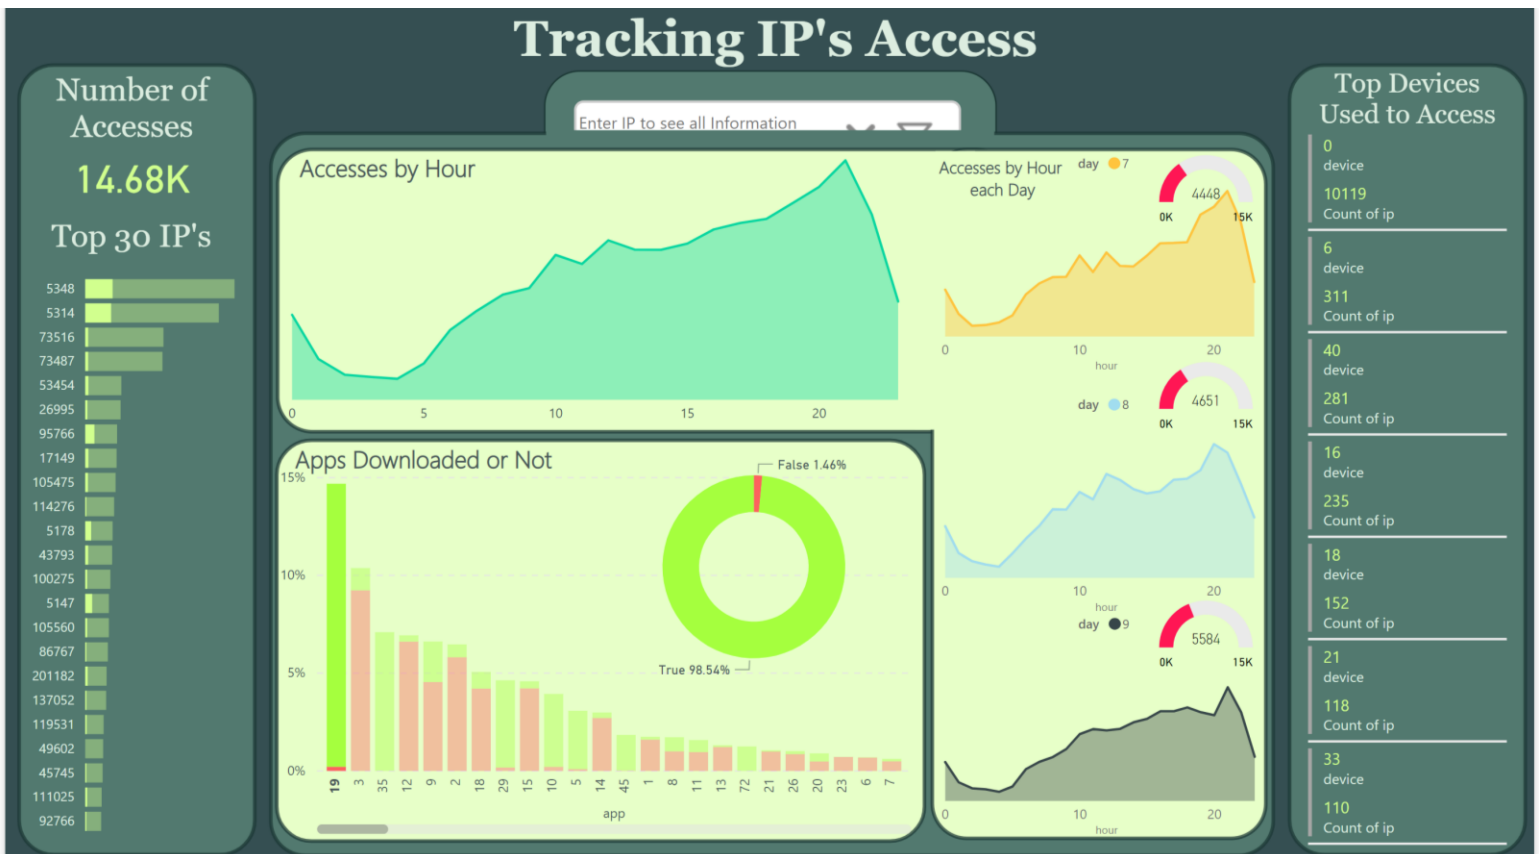 Tracking IP's Access
Number of
Accesses
14.68K
Top 30 IP's
5348
5314
73516
73487
53454
26995
95766
17149
105475
114276
5178
43793
100275
5147
105560
86767
201182
137052
119531
49602
45745
111025
92766
Enter IP to see all Information
Accesses by Hour
0 5 10 15 20
Accesses by Hour
each Day
day 7
4448
0K 15K
0 10 20
hour
day 8
4651
0K 15K
0 10 20
hour
day 9
5584
0K 15K
0 10 20
hour
Apps Downloaded or Not
15%
10%
5%
0%
False 1.46%
True 98.54%
19 3 35 12 9 2 18 29 15 10 5 14 45 1 8 11 13 72 21 26 20 23 6 7
app
Top Devices
Used to Access
0
device
10119
Count of ip
6
device
311
Count of ip
40
device
281
Count of ip
16
device
235
Count of ip
18
device
152
Count of ip
21
device
118
Count of ip
33
device
110
Count of ip